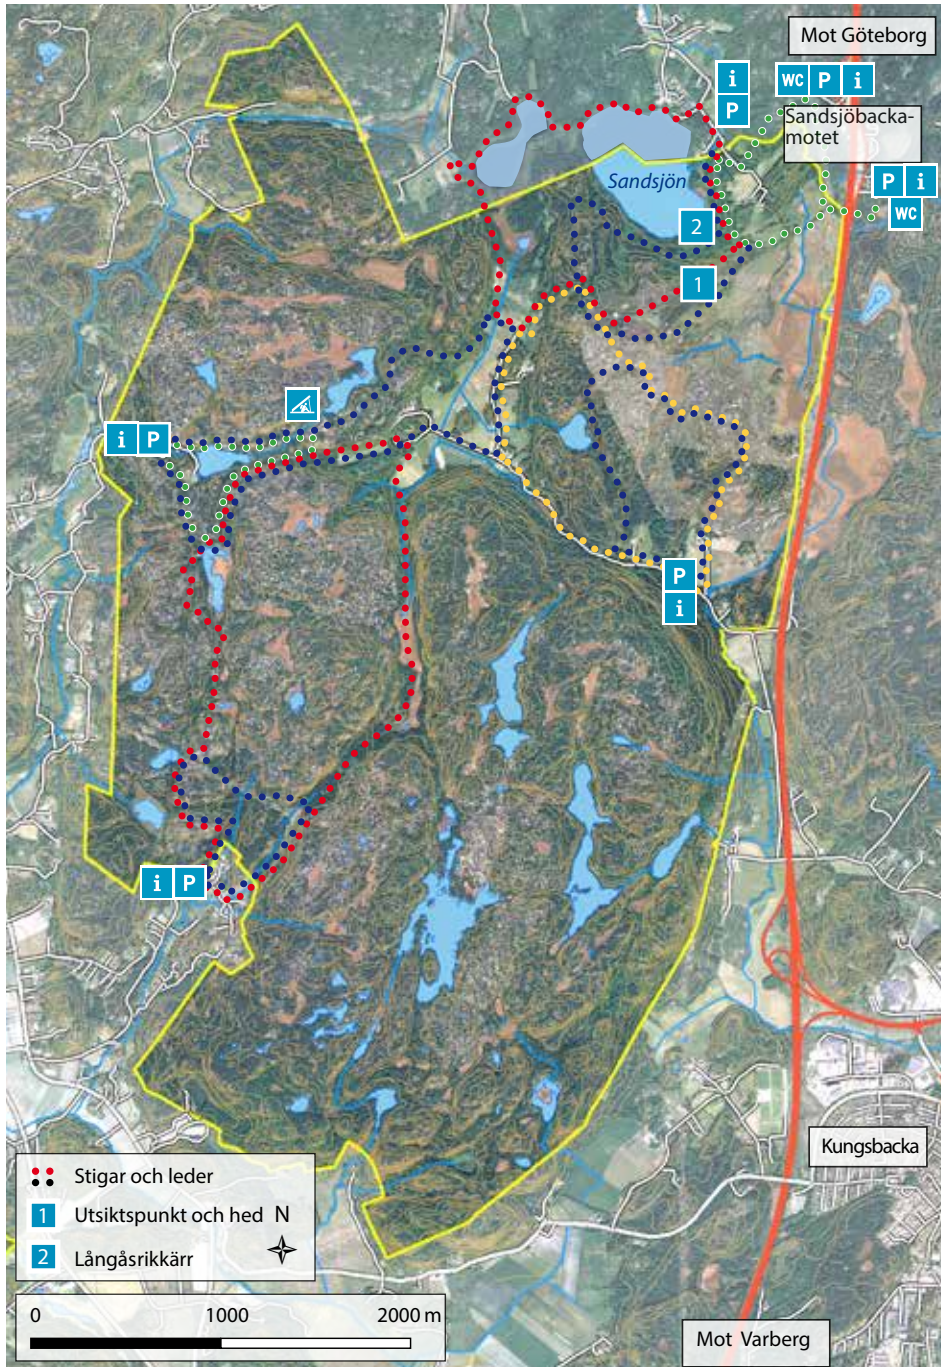 Mot Göteborg
i
P
WC P i
Sandsjöbacka-
motet
P i
WC
Sandsjön
2
1
i P
P
i
i P
Kungsbacka
Stigar och leder
1 Utsiktspunkt och hed N
2 Långåsrikkärr
0 1000 2000 m
Mot Varberg